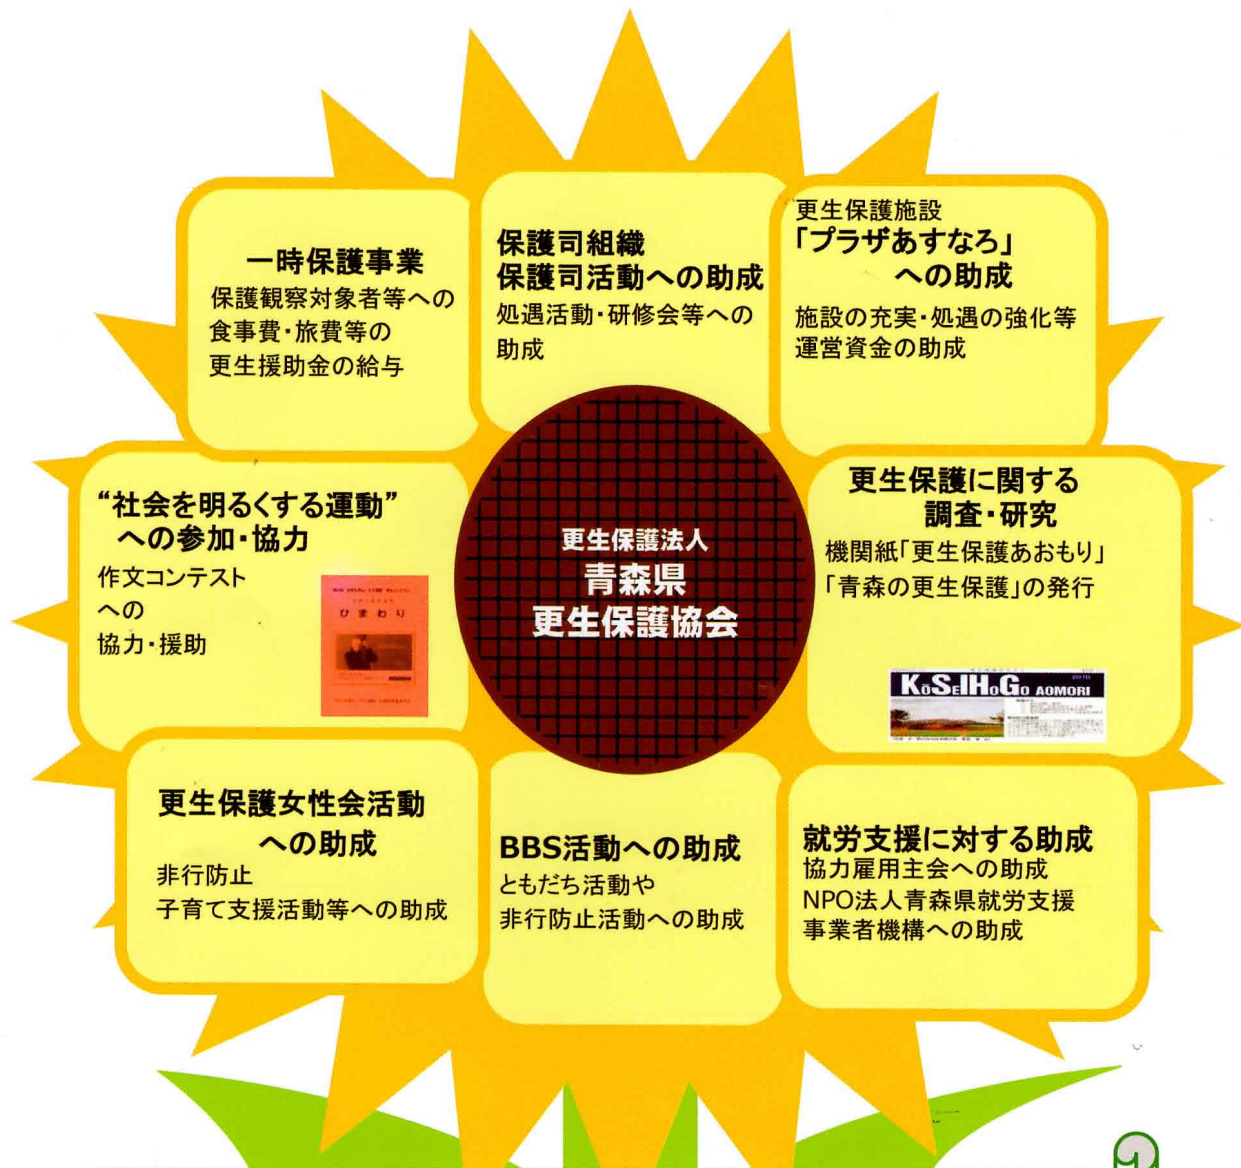 一時保護事業
保護観察対象者等への
食事費・旅費等の
更生援助金の給与
保護司組織
保護司活動への助成
処遇活動・研修会等への
助成
更生保護施設
「プラザあすなろ」
への助成
施設の充実・処遇の強化等
運営資金の助成
“社会を明るくする運動”
への参加・協力
作文コンテスト
への
協力・援助
ひまわり
更生保護法人
青森県
更生保護協会
更生保護に関する
調査・研究
機関紙「更生保護あおもり」
「青森の更生保護」の発行
2010
KöSEIHoGo AOMORI
更生保護女性会活動
への助成
非行防止
子育て支援活動等への助成
BBS活動への助成
ともだち活動や
非行防止活動への助成
就労支援に対する助成
協力雇用主会への助成
NPO法人青森県就労支援
事業者機構への助成